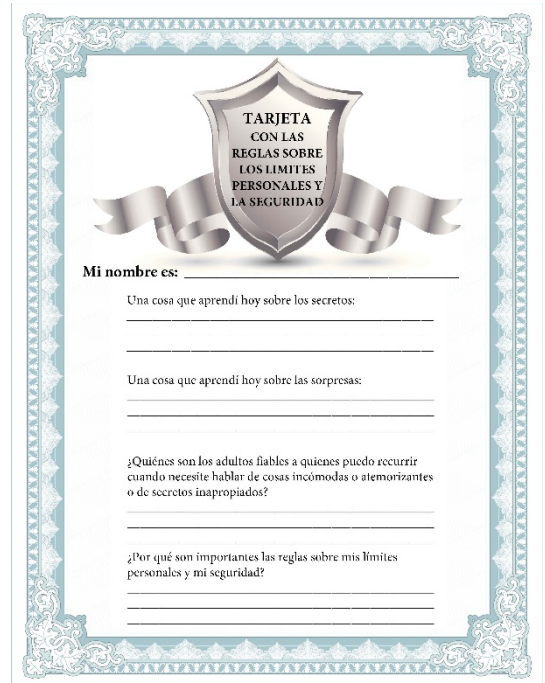 TARJETA
CON LAS
REGLAS SOBRE
LOS LIMITES
PERSONALES Y
LA SEGURIDAD
Mi nombre es:
Una cosa que aprendí hoy sobre los secretos:
Una cosa que aprendí hoy sobre las sorpresas:
¿Quiénes son los adultos fiables a quienes puedo recurrir
cuando necesite hablar de cosas incómodas o atemorizantes
o de secretos inapropiados?
¿Por qué son importantes las reglas sobre mis límites
personales y mi seguridad?